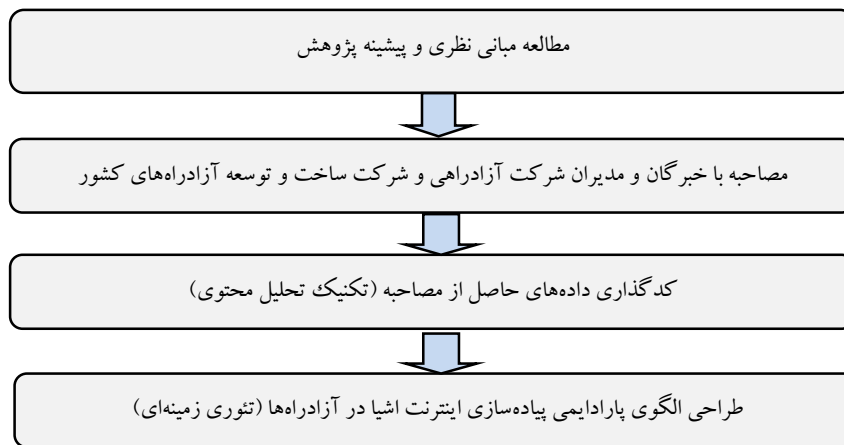 مطالعه مبانی نظری و پیشینه پژوهش
مصاحبه با خبرگان و مدیران شرکت آزادراهی و شرکت ساخت و توسعه آزادراه‌های کشور
کدگذاری داده‌های حاصل از مصاحبه (تکنیک تحلیل محتوی)
طراحی الگوی پارادایمی پیاده‌سازی اینترنت اشیا در آزادراه‌ها (تئوری زمینه‌ای)